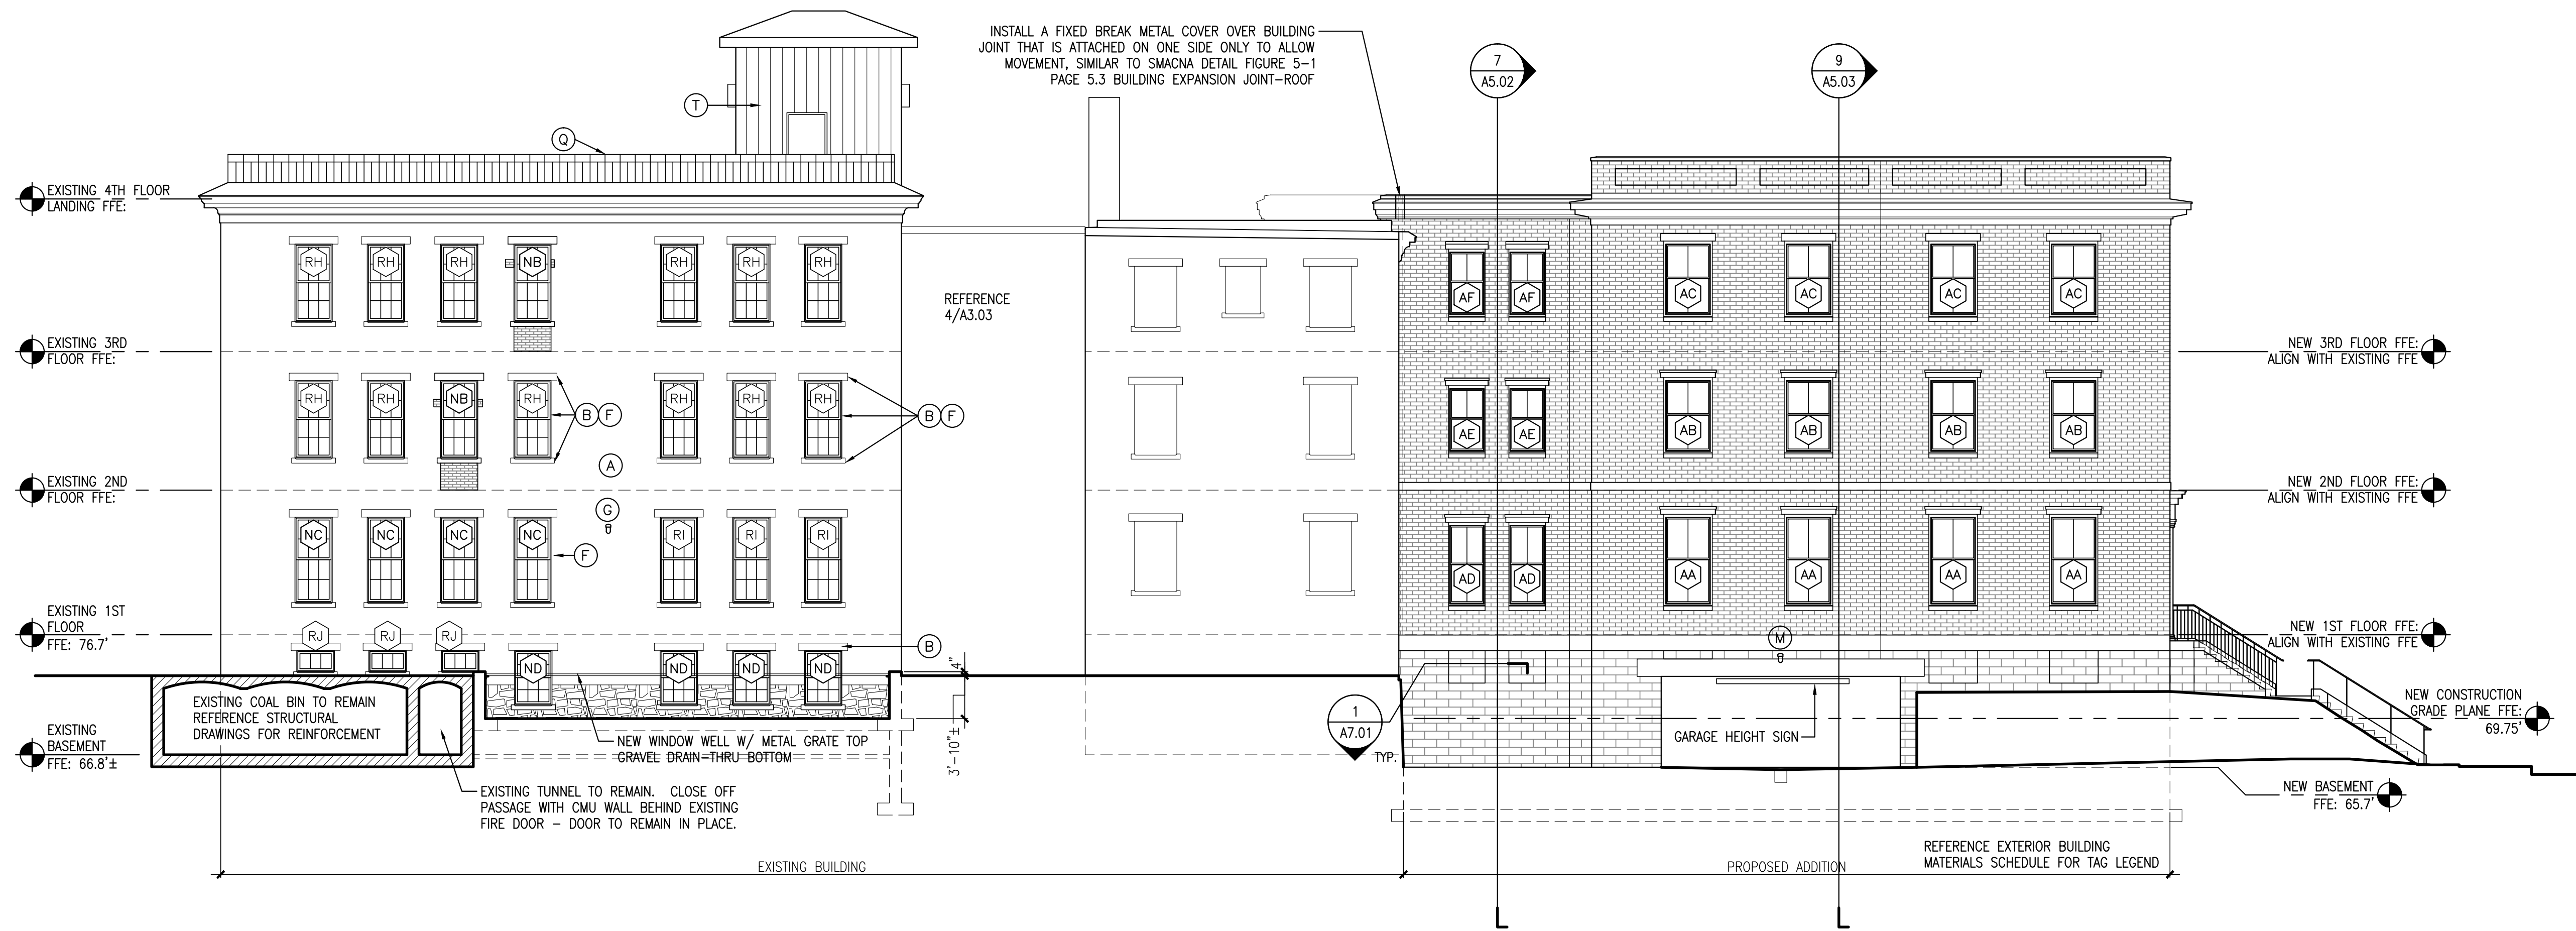 INSTALL A FIXED BREAK METAL COVER OVER BUILDING
JOINT THAT IS ATTACHED ON ONE SIDE ONLY TO ALLOW
MOVEMENT, SIMILAR TO SMACNA DETAIL FIGURE 5-1
PAGE 5.3 BUILDING EXPANSION JOINT-ROOF
7
A5.02
9
A5.03
T
Q
EXISTING 4TH FLOOR
LANDING FFE:
RH RH RH NB RH RH RH
REFERENCE
4/A3.03
AF AF AC AC AC AC
EXISTING 3RD
FLOOR FFE:
NEW 3RD FLOOR FFE:
ALIGN WITH EXISTING FFE
RH RH NB RH RH RH RH
B F
B F
AE AE AB AB AB AB
A
EXISTING 2ND
FLOOR FFE:
NEW 2ND FLOOR FFE:
ALIGN WITH EXISTING FFE
G
NC NC NC NC RI RI RI
F
AD AD AA AA AA AA
EXISTING 1ST
FLOOR
FFE: 76.7'
RJ RJ RJ
B
M
NEW 1ST FLOOR FFE:
ALIGN WITH EXISTING FFE
ND ND ND ND
4"
3'-10"±
EXISTING COAL BIN TO REMAIN
REFERENCE STRUCTURAL
DRAWINGS FOR REINFORCEMENT
NEW CONSTRUCTION
GRADE PLANE FFE:
69.75'
1
A7.01
TYP.
GARAGE HEIGHT SIGN
EXISTING
BASEMENT
FFE: 66.8'±
NEW WINDOW WELL W/ METAL GRATE TOP
GRAVEL DRAIN-THRU BOTTOM
EXISTING TUNNEL TO REMAIN. CLOSE OFF
PASSAGE WITH CMU WALL BEHIND EXISTING
FIRE DOOR - DOOR TO REMAIN IN PLACE.
NEW BASEMENT
FFE: 65.7'
REFERENCE EXTERIOR BUILDING
MATERIALS SCHEDULE FOR TAG LEGEND
EXISTING BUILDING
PROPOSED ADDITION